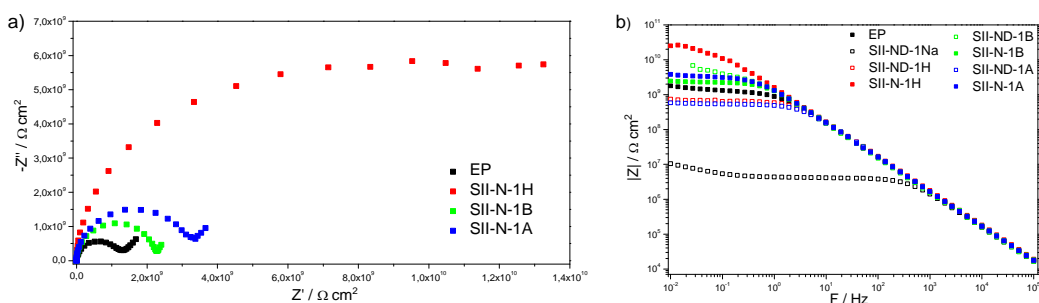 a)
7,0x10⁹
6,0x10⁹
5,0x10⁹
4,0x10⁹
3,0x10⁹
2,0x10⁹
1,0x10⁹
0,0
-Z'' / Ω cm²
EP
SII-N-1H
SII-N-1B
SII-N-1A
0,0 2,0x10⁹ 4,0x10⁹ 6,0x10⁹ 8,0x10⁹ 1,0x10¹⁰ 1,2x10¹⁰ 1,4x10¹⁰
Z' / Ω cm²
b)
10¹¹
10¹⁰
10⁹
10⁸
10⁷
10⁶
10⁵
10⁴
|Z| / Ω cm²
EP
SII-ND-1Na
SII-ND-1H
SII-N-1H
SII-ND-1B
SII-N-1B
SII-ND-1A
SII-N-1A
10⁻² 10⁻¹ 10⁰ 10¹ 10² 10³ 10⁴ 10⁵
F / Hz